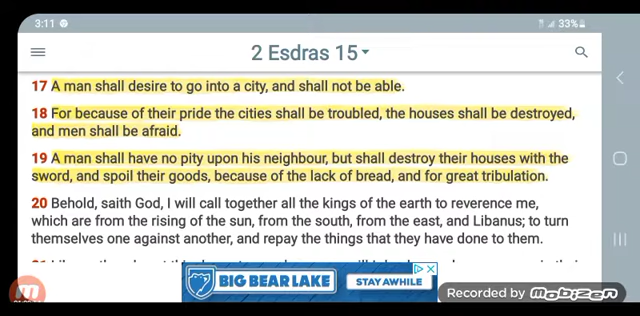 3:11
33%
2 Esdras 15
17 A man shall desire to go into a city, and shall not be able.
18 For because of their pride the cities shall be troubled, the houses shall be destroyed,
and men shall be afraid.
19 A man shall have no pity upon his neighbour, but shall destroy their houses with the
sword, and spoil their goods, because of the lack of bread, and for great tribulation.
20 Behold, saith God, I will call together all the kings of the earth to reverence me,
which are from the rising of the sun, from the south, from the east, and Libanus; to turn
themselves one against another, and repay the things that they have done to them.
BIG BEAR LAKE
STAY AWHILE
Recorded by mobizen